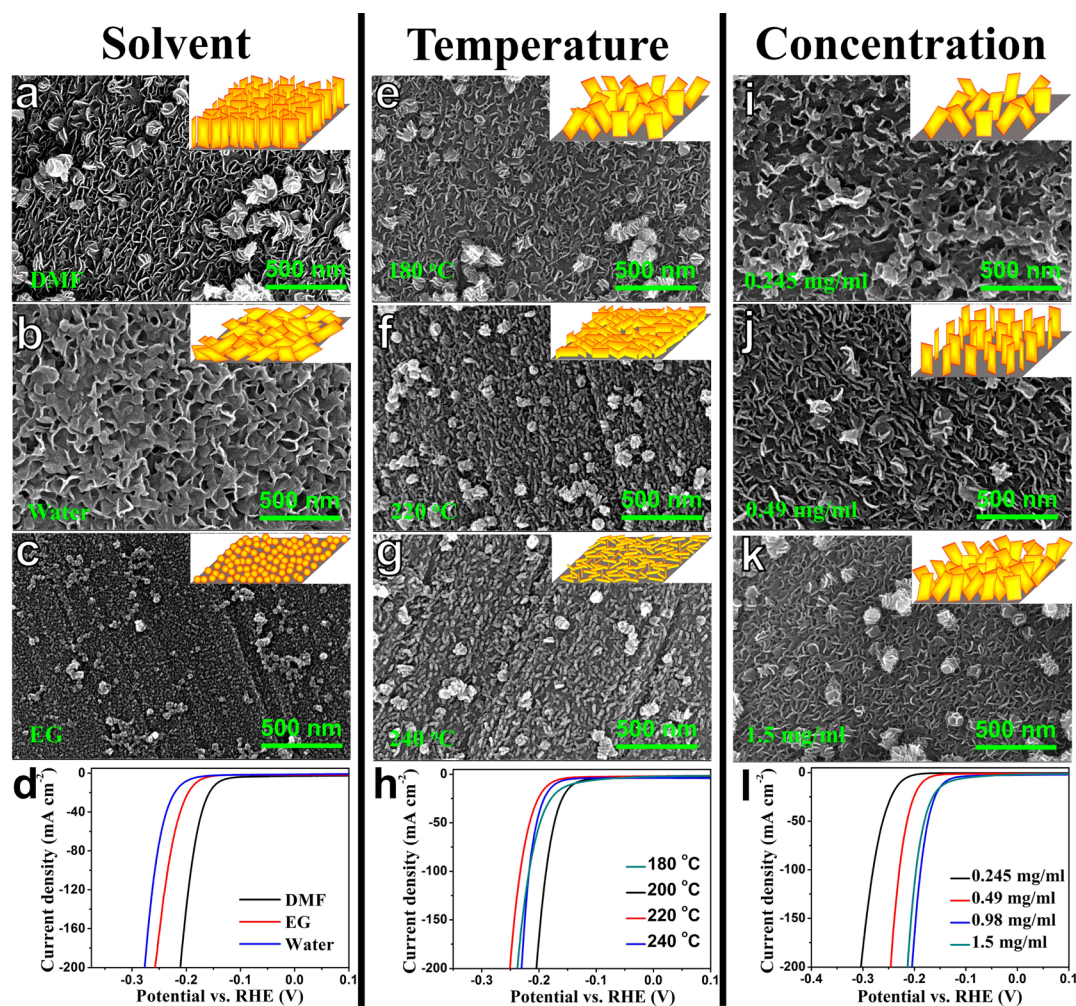 Solvent
a
DMF
500 nm
b
Water
500 nm
c
EG
500 nm
d
Current density (mA cm⁻²)
0
-40
-80
-120
-160
-200
DMF
EG
Water
-0.3
-0.2
-0.1
0.0
0.1
Potential vs. RHE (V)
Temperature
e
180 °C
500 nm
f
220 °C
500 nm
g
240 °C
500 nm
h
Current density (mA cm⁻²)
0
-50
-100
-150
-200
180 °C
200 °C
220 °C
240 °C
-0.3
-0.2
-0.1
0.0
0.1
Potential vs. RHE (V)
Concentration
i
0.245 mg/ml
500 nm
j
0.49 mg/ml
500 nm
k
1.5 mg/ml
500 nm
l
Current density (mA cm⁻²)
0
-50
-100
-150
-200
0.245 mg/ml
0.49 mg/ml
0.98 mg/ml
1.5 mg/ml
-0.4
-0.3
-0.2
-0.1
0.0
0.1
Potential vs. RHE (V)